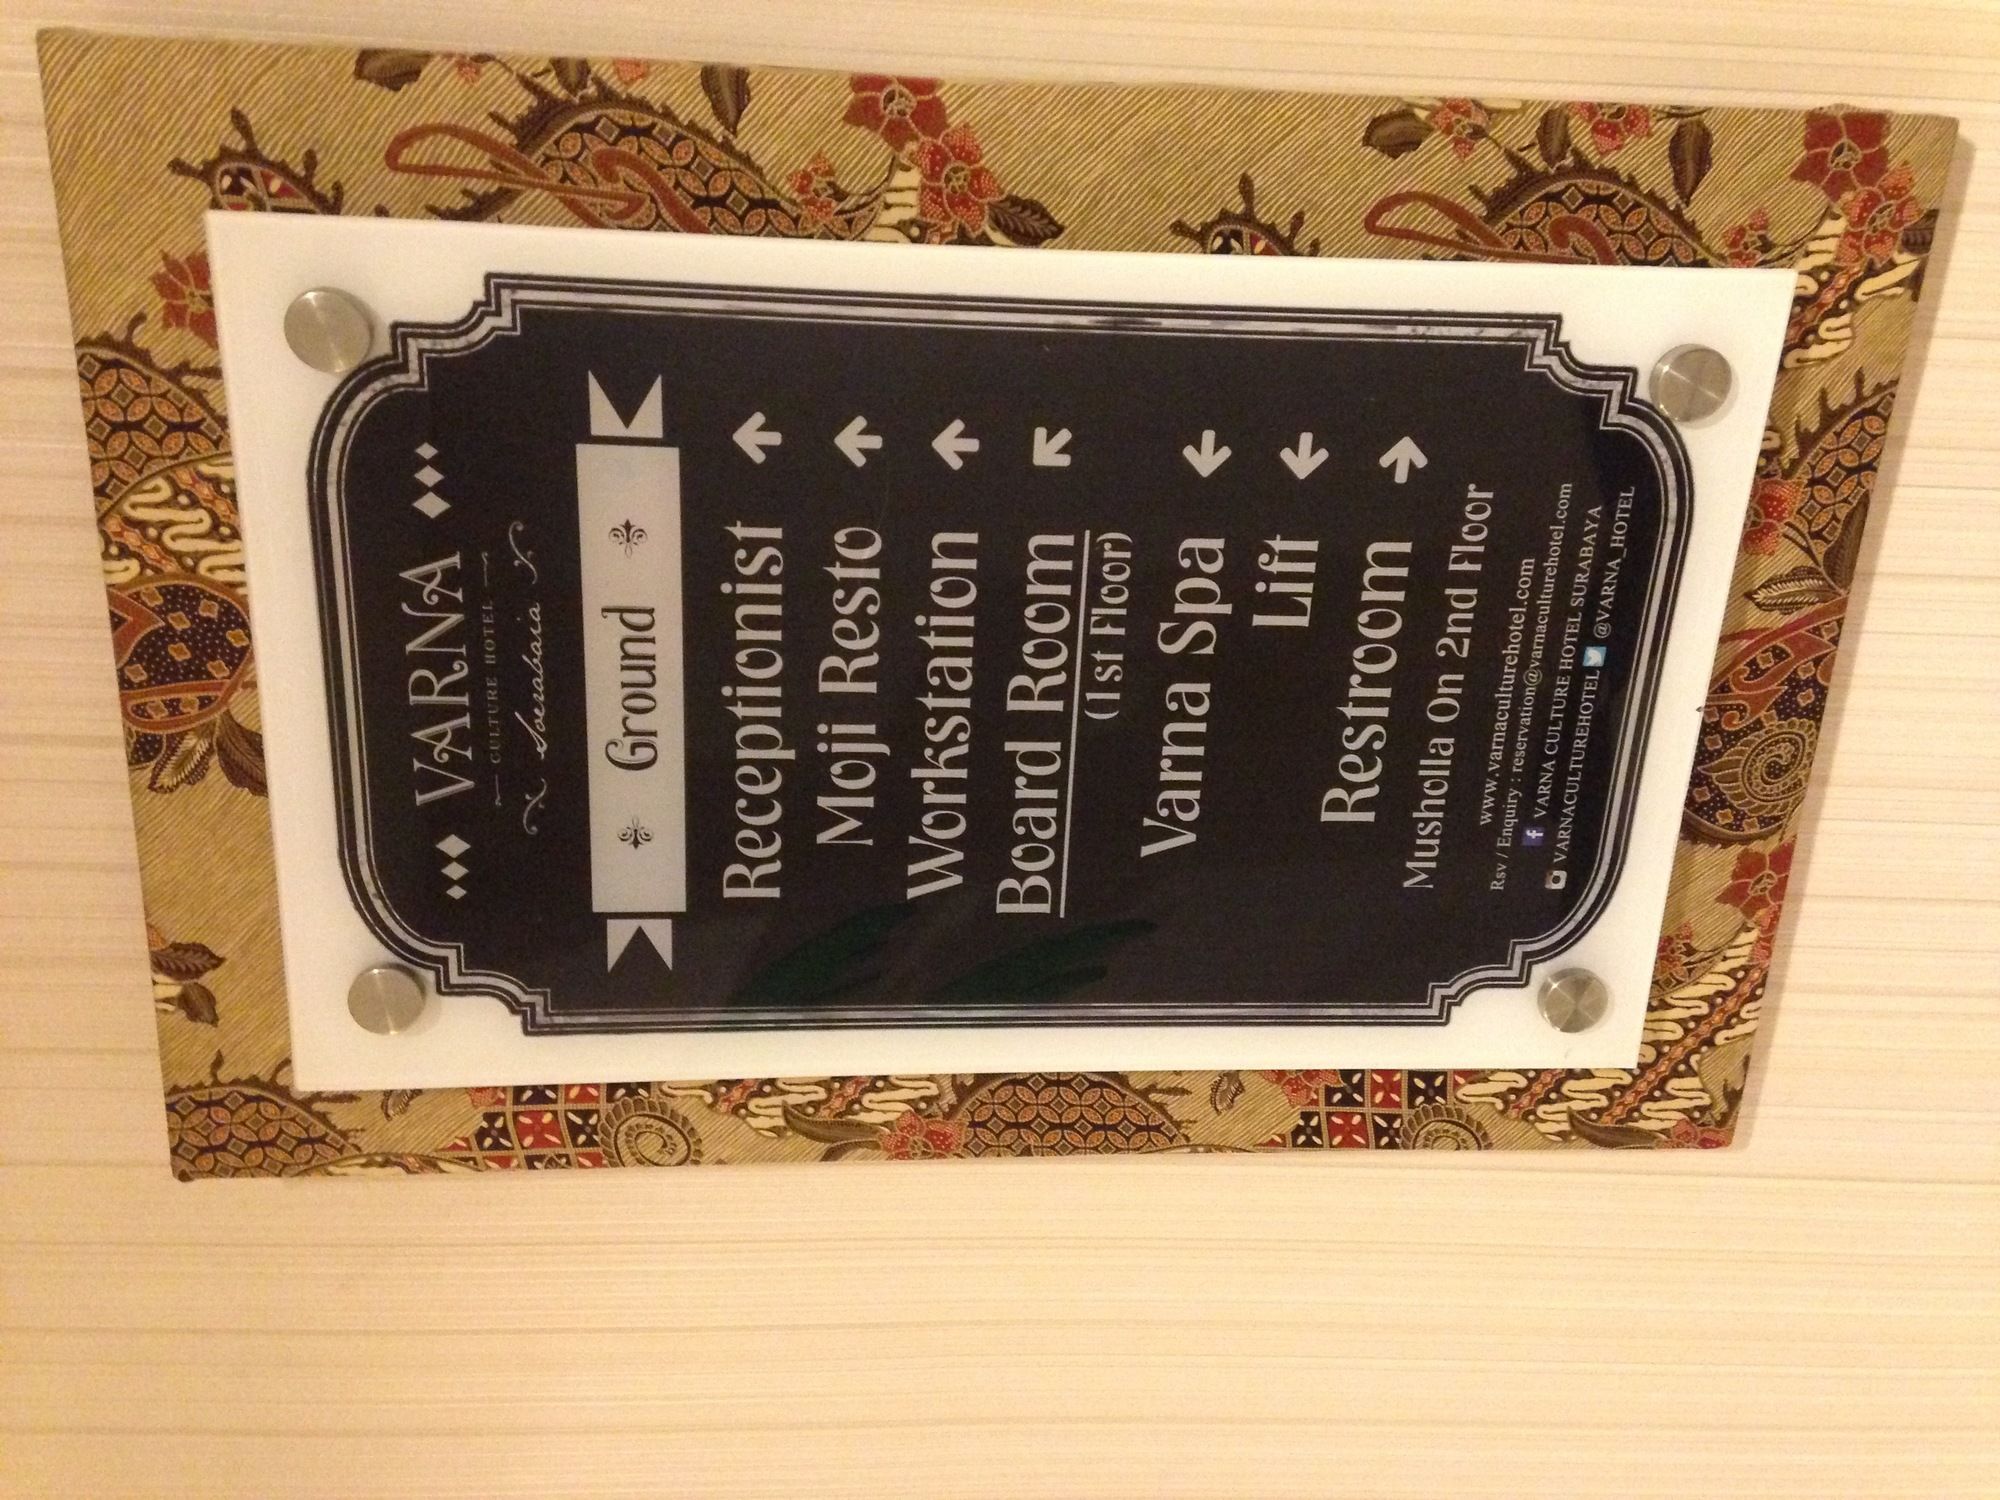 VARNA
CULTURE HOTEL
Soerabaia
Ground
Receptionist ↑
Moji Resto ↑
Workstation ↑
Board Room ↖
(1st Floor)
Varna Spa ↓
Lift ↓
Restroom ↑
Musholla On 2nd Floor
www.varnaculturehotel.com
Rsv / Enquiry : reservation@varnaculturehotel.com
VARNA CULTURE HOTEL SURABAYA
VARNACULTUREHOTEL @VARNA_HOTEL